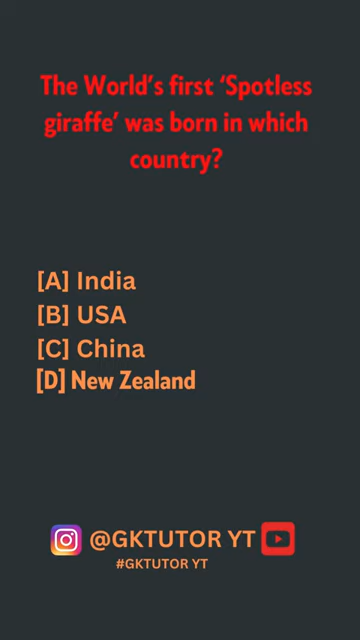 The World's first ‘Spotless
giraffe’ was born in which
country?
[A] India
[B] USA
[C] China
[D] New Zealand
@GKTUTOR YT
#GKTUTOR YT